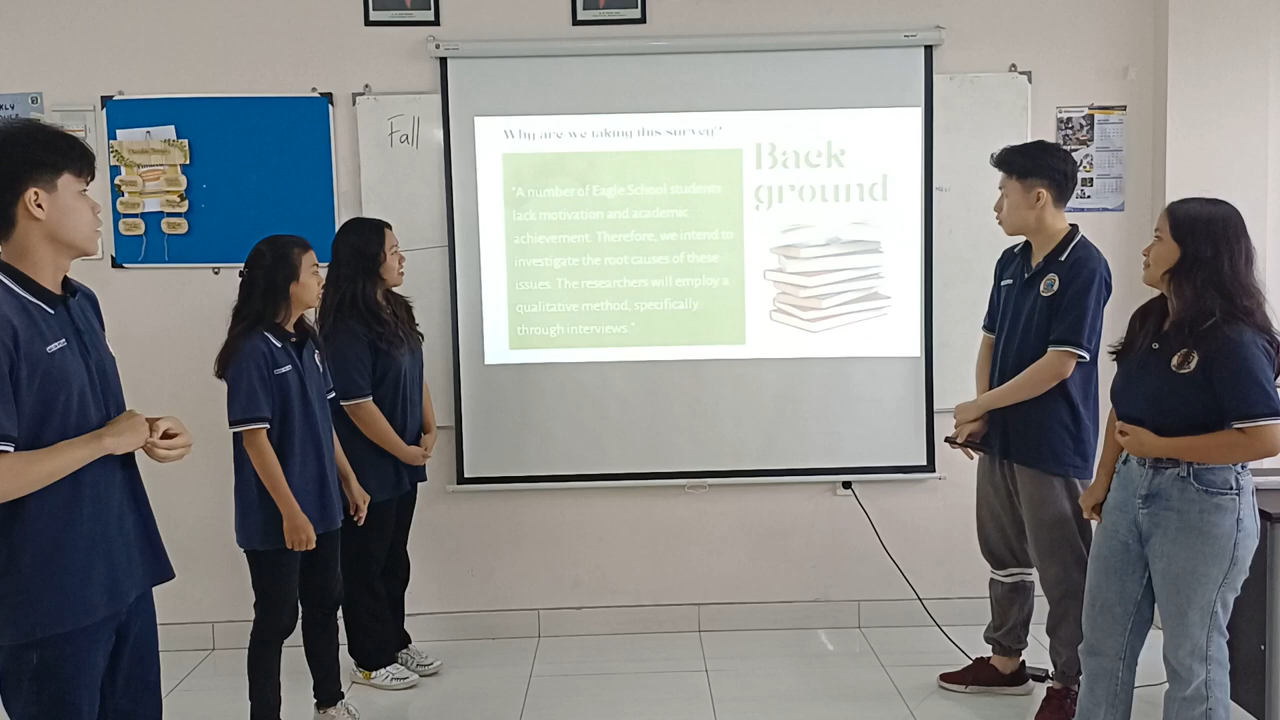 KLY
Fall
Why are we taking this survey?
Back
ground
"A number of Eagle School students
lack motivation and academic
achievement. Therefore, we intend to
investigate the root causes of these
issues. The researchers will employ a
qualitative method, specifically
through interviews."